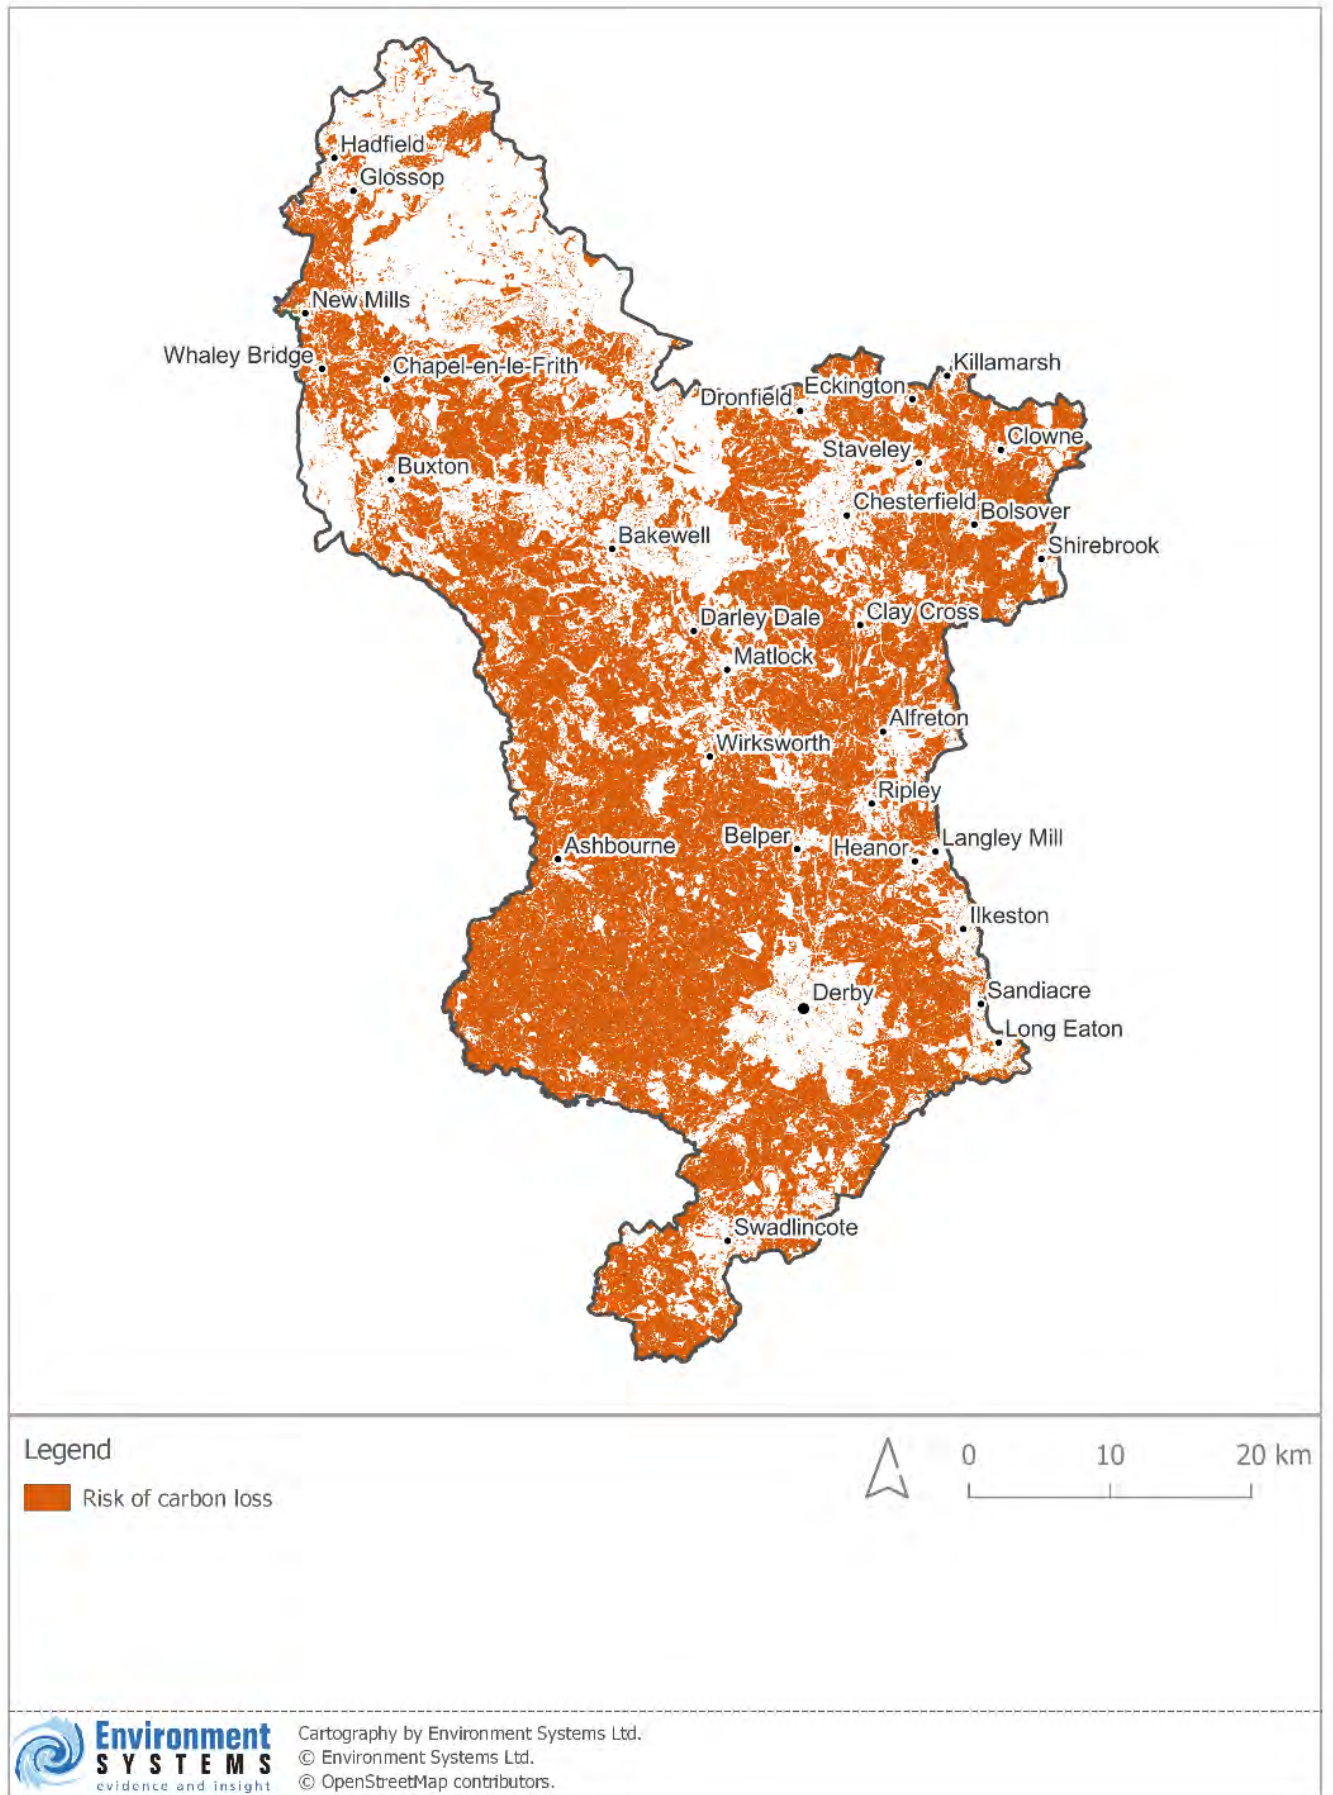 Hadfield
Glossop
New Mills
Whaley Bridge
Chapel-en-le-Frith
Killamarsh
Eckington
Dronfield
Clowne
Staveley
Buxton
Chesterfield
Bolsover
Bakewell
Shirebrook
Darley Dale
Clay Cross
Matlock
Alfreton
Wirksworth
Ripley
Belper
Heanor
Langley Mill
Ashbourne
Ilkeston
Derby
Sandiacre
Long Eaton
Swadlincote
Legend
Risk of carbon loss
0 10 20 km
Environment
SYSTEMS
evidence and insight
Cartography by Environment Systems Ltd.
© Environment Systems Ltd.
© OpenStreetMap contributors.